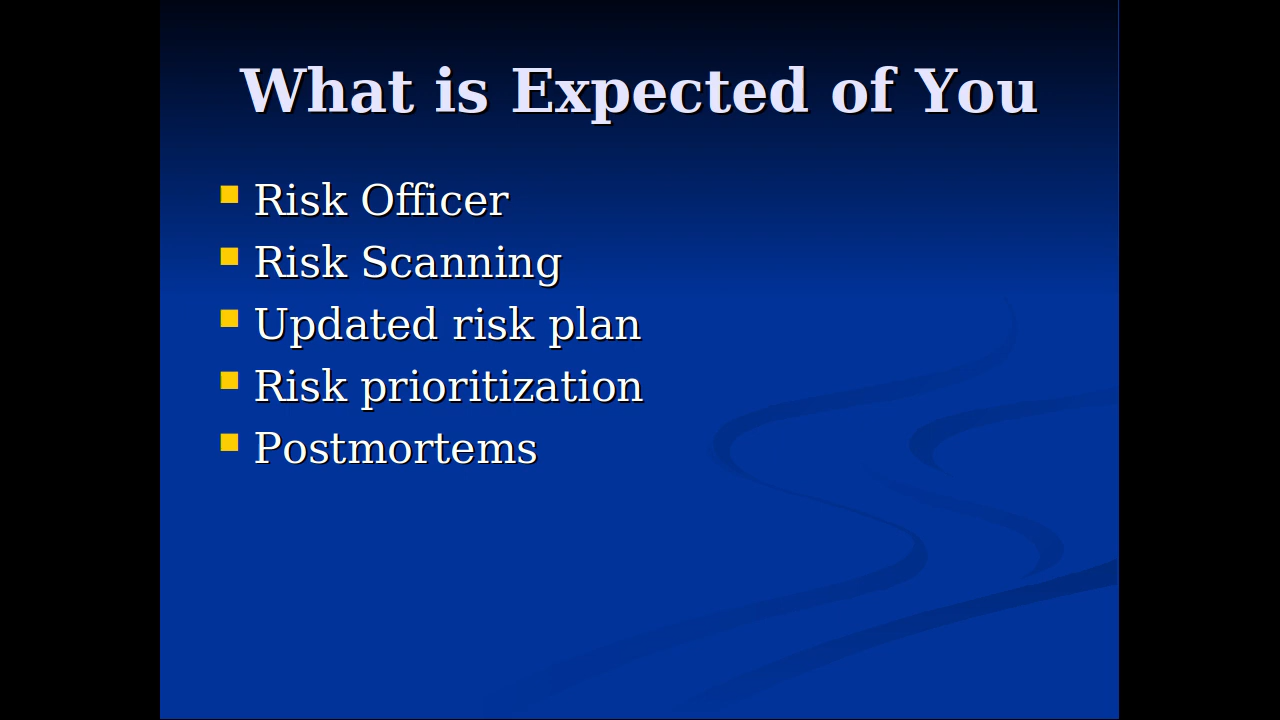 What is Expected of You
Risk Officer
Risk Scanning
Updated risk plan
Risk prioritization
Postmortems